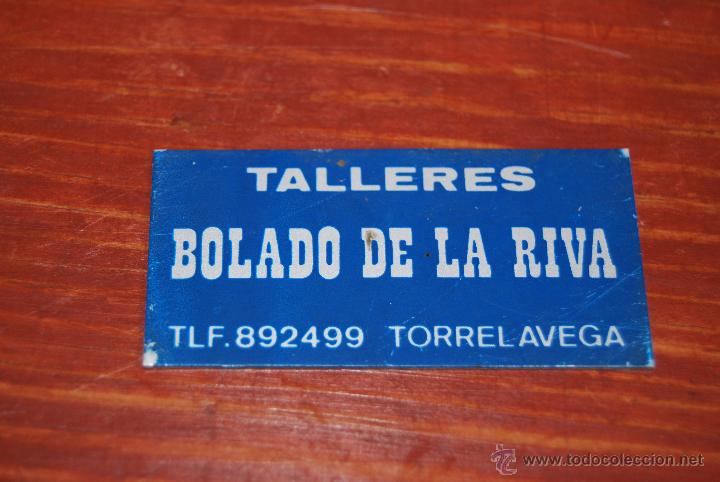 TALLERES
BOLADO DE LA RIVA
TLF. 892499 TORRELAVEGA
© www.todocoleccion.net